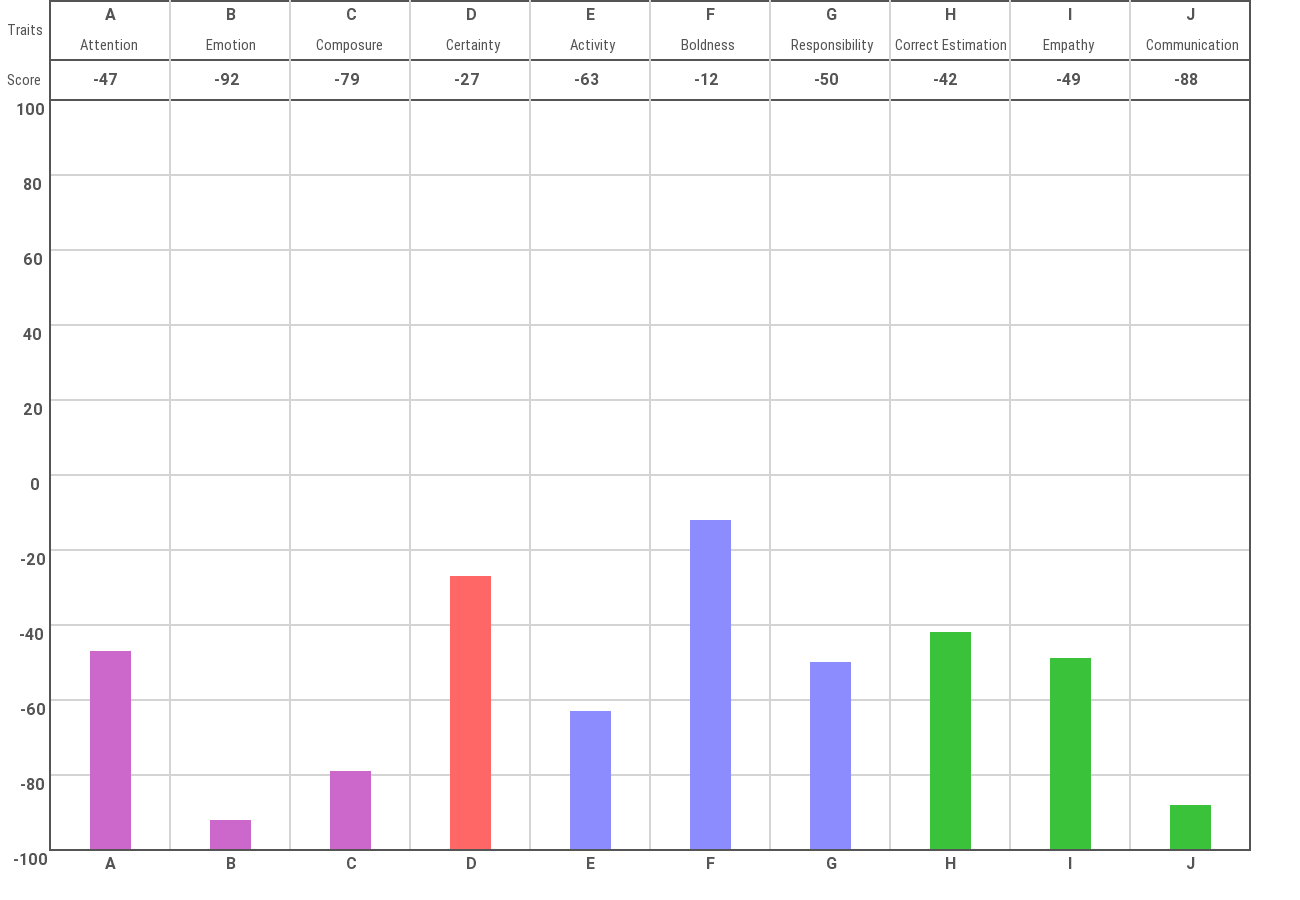 A B C D E F G H I J
Traits
Attention Emotion Composure Certainty Activity Boldness Responsibility Correct Estimation Empathy Communication
Score -47 -92 -79 -27 -63 -12 -50 -42 -49 -88
100
80
60
40
20
0
-20
-40
-60
-80
-100
A B C D E F G H I J